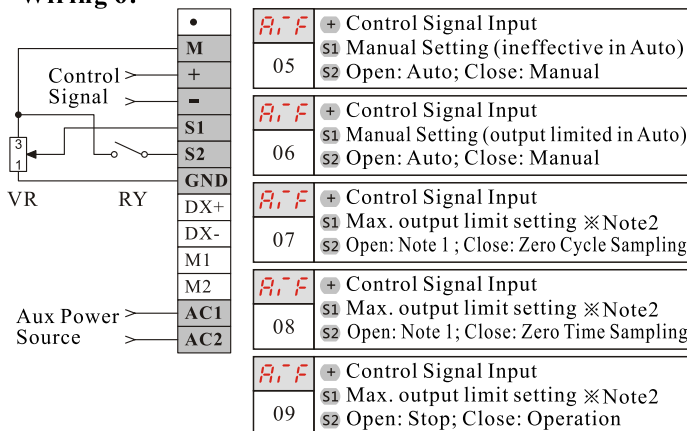 •
M
+
-
S1
S2
GND
DX+
DX-
M1
M2
AC1
AC2
Control
Signal
3
1
VR
RY
Aux Power
Source
+ Control Signal Input
S1 Manual Setting (ineffective in Auto)
05
S2 Open: Auto; Close: Manual
+ Control Signal Input
S1 Manual Setting (output limited in Auto)
06
S2 Open: Auto; Close: Manual
+ Control Signal Input
S1 Max. output limit setting ※Note2
07
S2 Open: Note 1 ; Close: Zero Cycle Sampling
+ Control Signal Input
S1 Max. output limit setting ※Note2
08
S2 Open: Note 1; Close: Zero Time Sampling
+ Control Signal Input
S1 Max. output limit setting ※Note2
09
S2 Open: Stop; Close: Operation